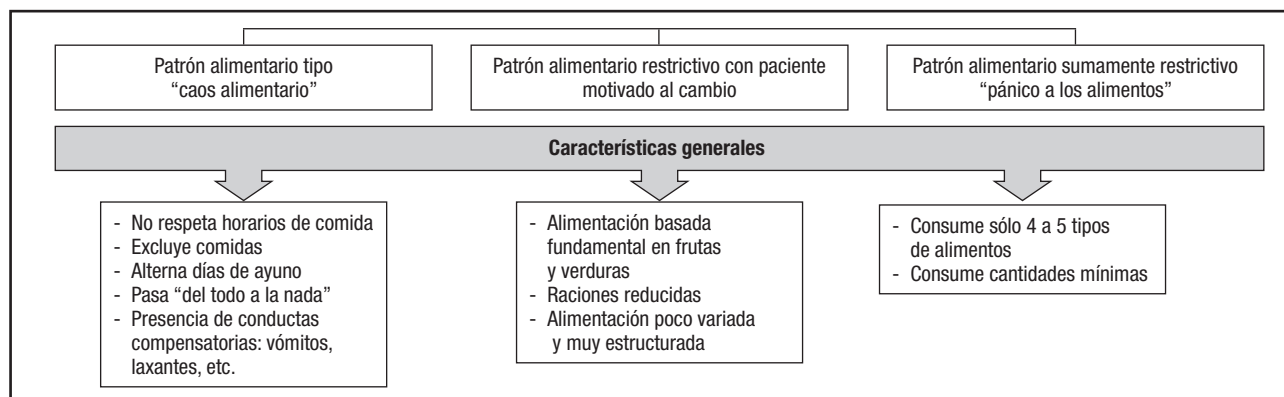 Patrón alimentario tipo
“caos alimentario”
Patrón alimentario restrictivo con paciente
motivado al cambio
Patrón alimentario sumamente restrictivo
“pánico a los alimentos”
Características generales
- No respeta horarios de comida
- Excluye comidas
- Alterna días de ayuno
- Pasa “del todo a la nada”
- Presencia de conductas
compensatorias: vómitos,
laxantes, etc.
- Alimentación basada
fundamental en frutas
y verduras
- Raciones reducidas
- Alimentación poco variada
y muy estructurada
- Consume sólo 4 a 5 tipos
de alimentos
- Consume cantidades mínimas